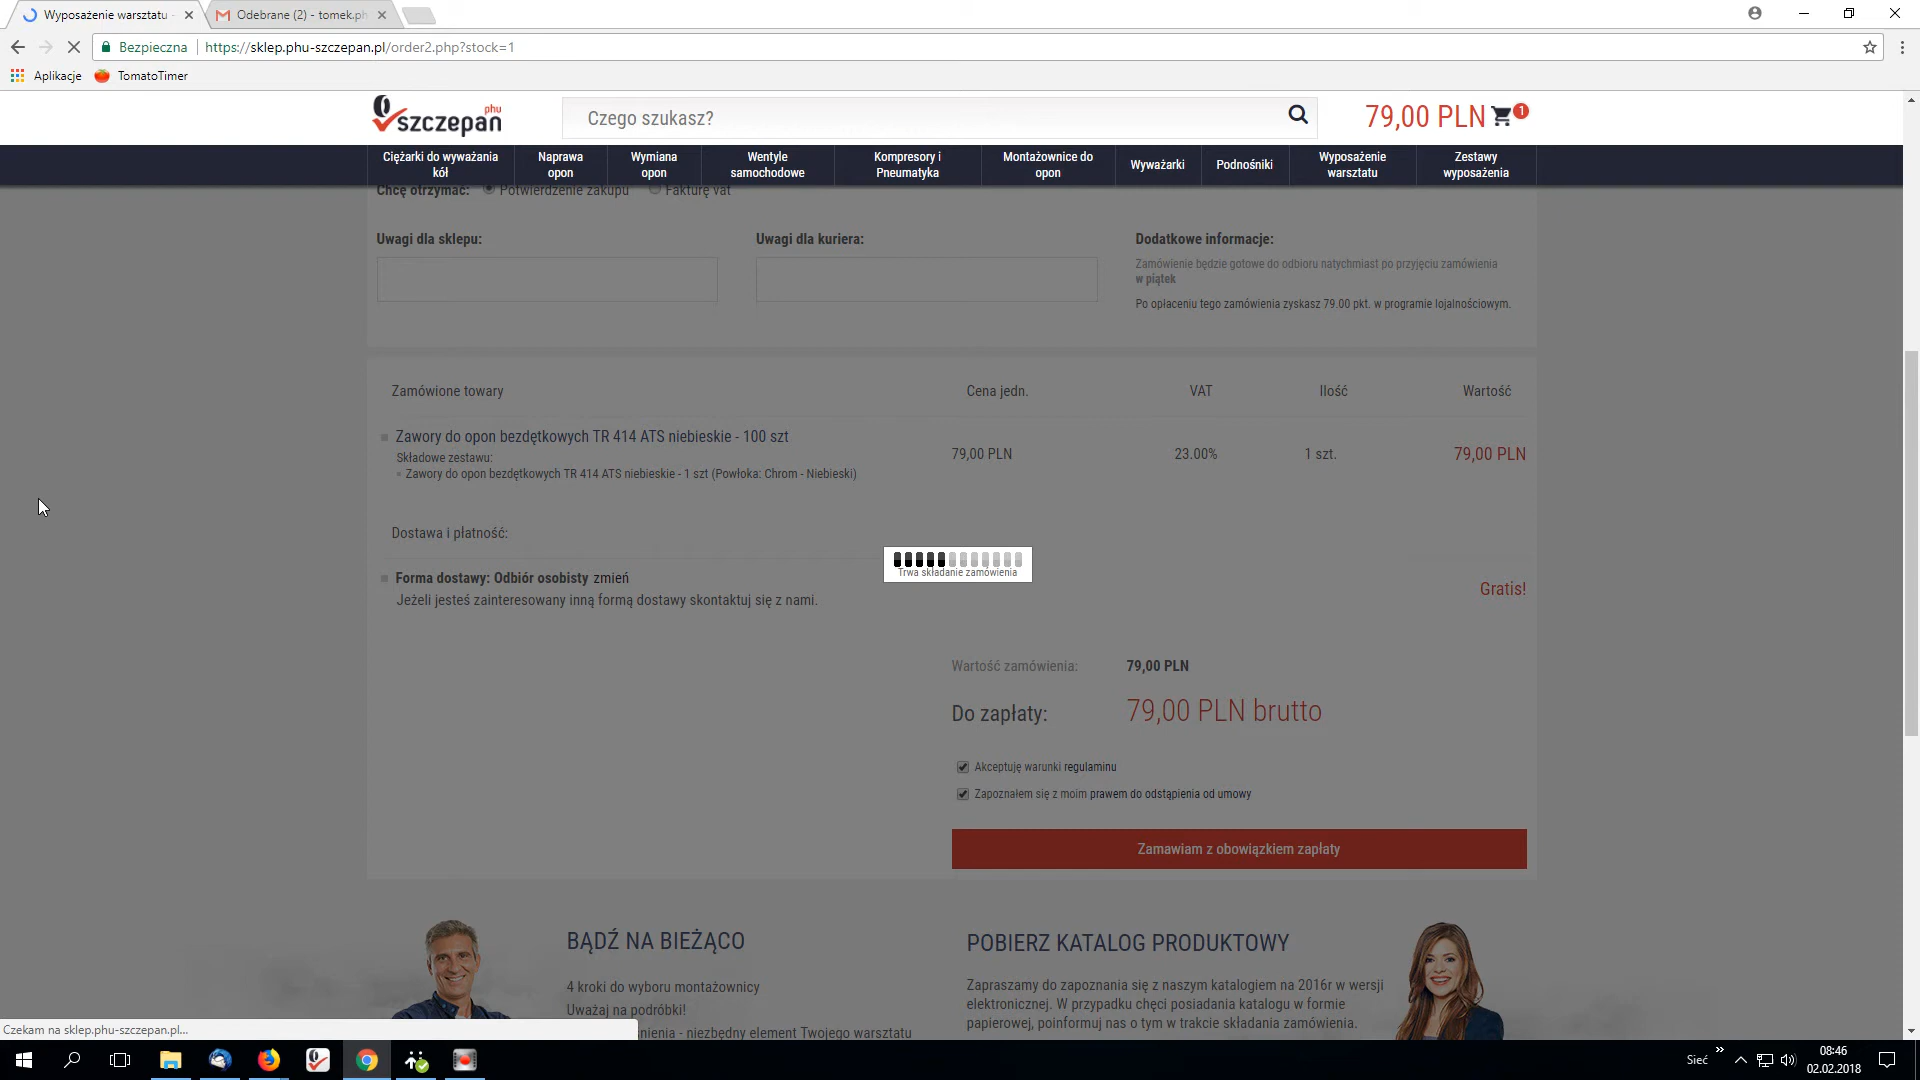 Wyposażenie warsztatu -
Odebrane (2) - tomek.ph
Bezpieczna
https://sklep.phu-szczepan.pl/order2.php?stock=1
Aplikacje
TomatoTimer
phu
szczepan
Czego szukasz?
79,00 PLN
1
Ciężarki do wyważania
kół
Naprawa
opon
Wymiana
opon
Wentyle
samochodowe
Kompresory i
Pneumatyka
Montażownice do
opon
Wyważarki
Podnośniki
Wyposażenie
warsztatu
Zestawy
wyposażenia
Chcę otrzymać:
Potwierdzenie zakupu
Fakturę vat
Uwagi dla sklepu:
Uwagi dla kuriera:
Dodatkowe informacje:
Zamówienie będzie gotowe do odbioru natychmiast po przyjęciu zamówienia
w piątek
Po opłaceniu tego zamówienia zyskasz 79.00 pkt. w programie lojalnościowym.
Zamówione towary
Cena jedn.
VAT
Ilość
Wartość
Zawory do opon bezdętkowych TR 414 ATS niebieskie - 100 szt
Składowe zestawu:
Zawory do opon bezdętkowych TR 414 ATS niebieskie - 1 szt (Powłoka: Chrom - Niebieski)
79,00 PLN
23.00%
1 szt.
79,00 PLN
Dostawa i płatność:
Trwa składanie zamówienia
Forma dostawy: Odbiór osobisty zmień
Jeżeli jesteś zainteresowany inną formą dostawy skontaktuj się z nami.
Gratis!
Wartość zamówienia:
79,00 PLN
Do zapłaty:
79,00 PLN brutto
Akceptuję warunki regulaminu
Zapoznałem się z moim prawem do odstąpienia od umowy
Zamawiam z obowiązkiem zapłaty
BĄDŹ NA BIEŻĄCO
4 kroki do wyboru montażownicy
Uważaj na podróbki!
śnienia - niezbędny element Twojego warsztatu
POBIERZ KATALOG PRODUKTOWY
Zapraszamy do zapoznania się z naszym katalogiem na 2016r w wersji
elektronicznej. W przypadku chęci posiadania katalogu w formie
papierowej, poinformuj nas o tym w trakcie składania zamówienia.
Czekam na sklep.phu-szczepan.pl...
Sieć
08:46
02.02.2018